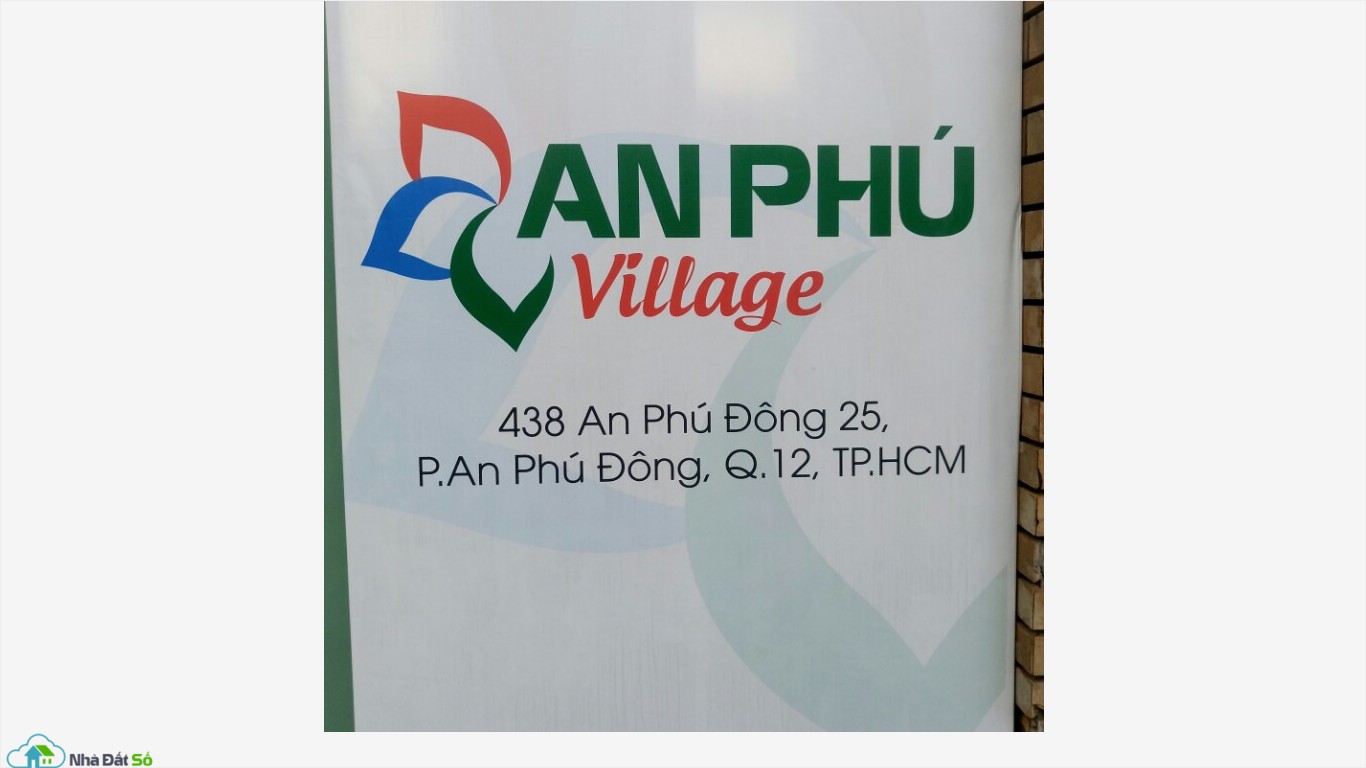 AN PHÚ
Village
438 An Phú Đông 25,
P.An Phú Đông, Q.12, TP.HCM
Nhà Đất Số